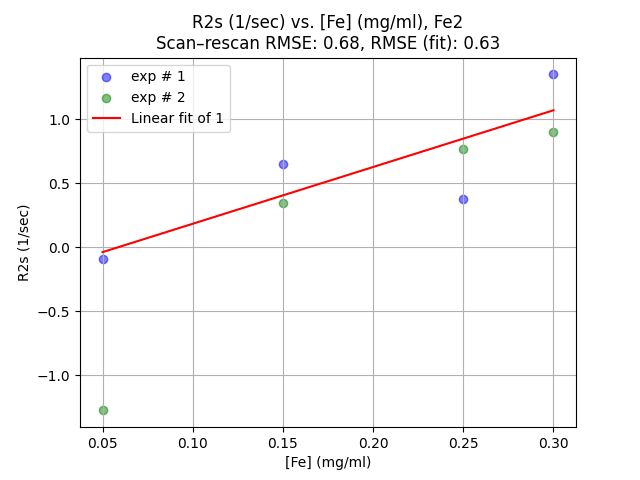 R2s (1/sec) vs. [Fe] (mg/ml), Fe2
Scan–rescan RMSE: 0.68, RMSE (fit): 0.63
exp # 1
exp # 2
Linear fit of 1
R2s (1/sec)
1.0
0.5
0.0
−0.5
−1.0
0.05 0.10 0.15 0.20 0.25 0.30
[Fe] (mg/ml)